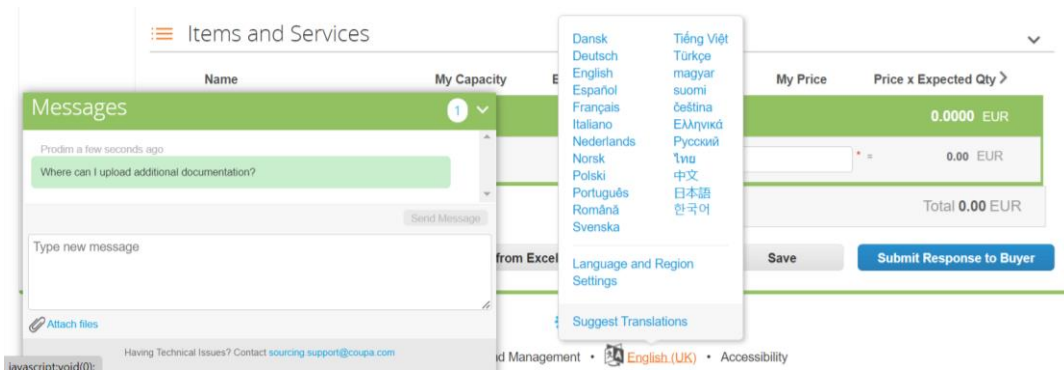 Items and Services
Name My Capacity E My Price Price x Expected Qty
0.0000 EUR
* = 0.00 EUR
Total 0.00 EUR
from Excel Save Submit Response to Buyer
Messages 1
Prodim a few seconds ago
Where can I upload additional documentation?
Send Message
Type new message
Attach files
Having Technical Issues? Contact sourcing.support@coupa.com
javascript:void(0);
Dansk Tiếng Việt
Deutsch Türkçe
English magyar
Español suomi
Français čeština
Italiano Ελληνικά
Nederlands Русский
Norsk ไทย
Polski 中文
Português 日本語
Română 한국어
Svenska
Language and Region
Settings
Suggest Translations
d Management • English (UK) • Accessibility